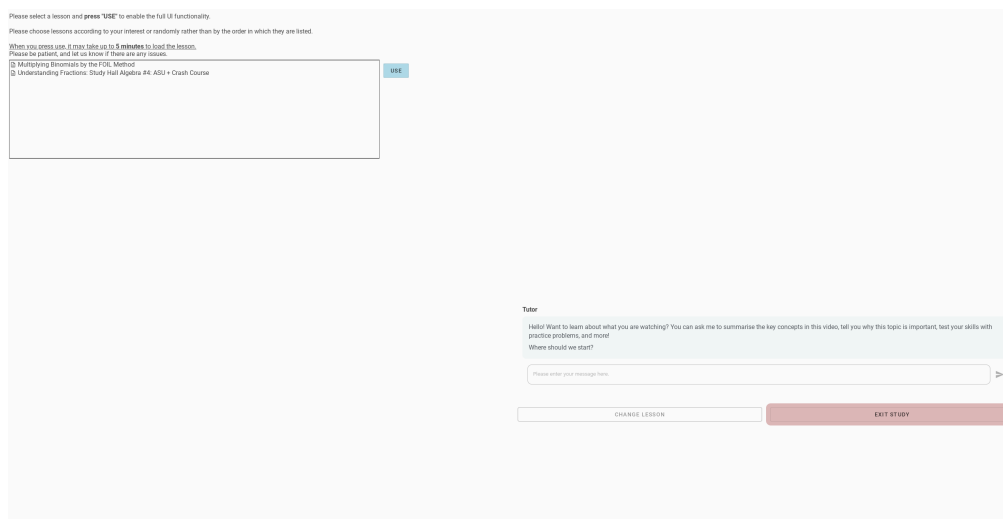 Please select a lesson and press "USE" to enable the full UI functionality.
Please choose lessons according to your interest or randomly rather than by the order in which they are listed.
When you press use, it may take up to 5 minutes to load the lesson.
Please be patient, and let us know if there are any issues.
Multiplying Binomials by the FOIL Method
Understanding Fractions: Study Hall Algebra #4: ASU + Crash Course
USE
Tutor
Hello! Want to learn about what you are watching? You can ask me to summarise the key concepts in this video, tell you why this topic is important, test your skills with
practice problems, and more!
Where should we start?
Please enter your message here.
CHANGE LESSON
EXIT STUDY